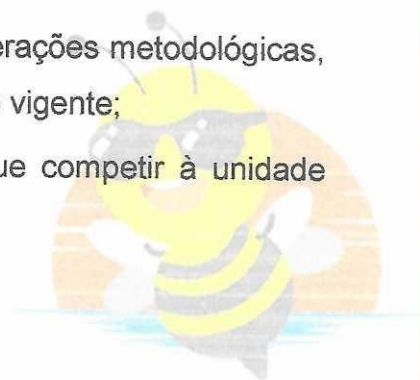 erações metodológicas,
vigente;
ue competir à unidade